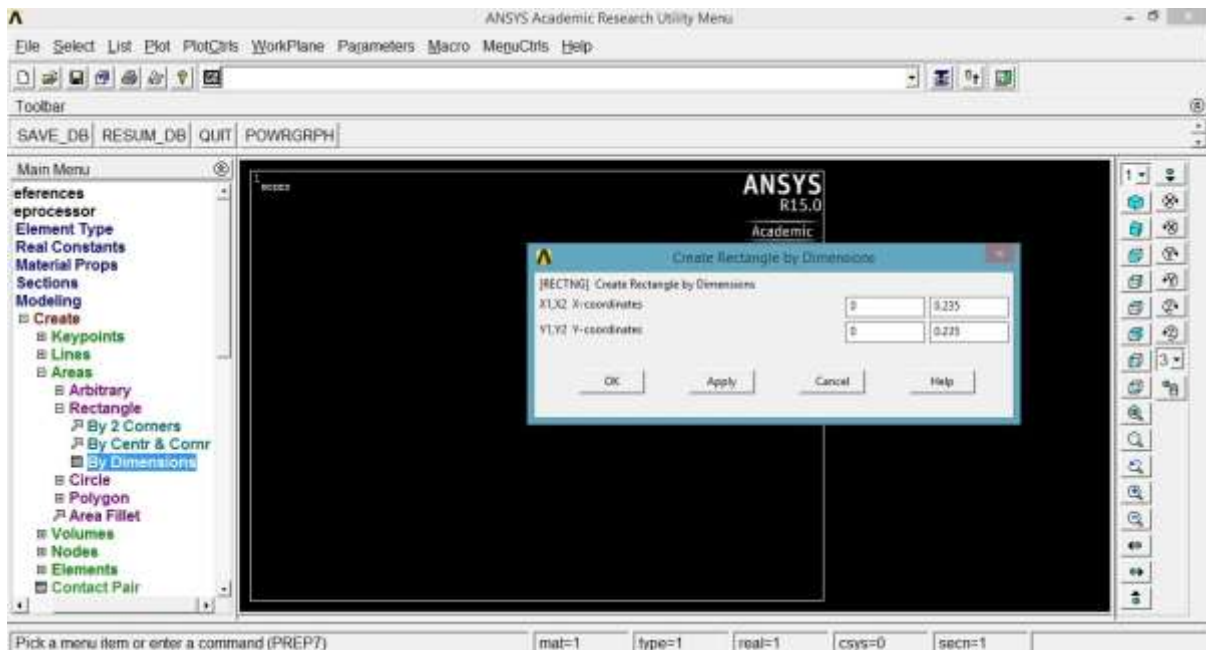 ANSYS Academic Research Utility Menu
File Select List Plot PlotCtrls WorkPlane Parameters Macro MenuCtrls Help
Toolbar
SAVE_DB RESUM_DB QUIT POWRGRPH
Main Menu
eferences
eprocessor
Element Type
Real Constants
Material Props
Sections
Modeling
Create
Keypoints
Lines
Areas
Arbitrary
Rectangle
By 2 Corners
By Centr & Cornr
By Dimensions
Circle
Polygon
Area Fillet
Volumes
Nodes
Elements
Contact Pair
1
ANSYS
R15.0
Academic
Create Rectangle by Dimensions
[RECTNG] Create Rectangle by Dimensions
X1,X2 X-coordinates 0 0.235
Y1,Y2 Y-coordinates 0 0.235
OK Apply Cancel Help
1
3
Pick a menu item or enter a command (PREP7) mat=1 type=1 real=1 csys=0 secn=1